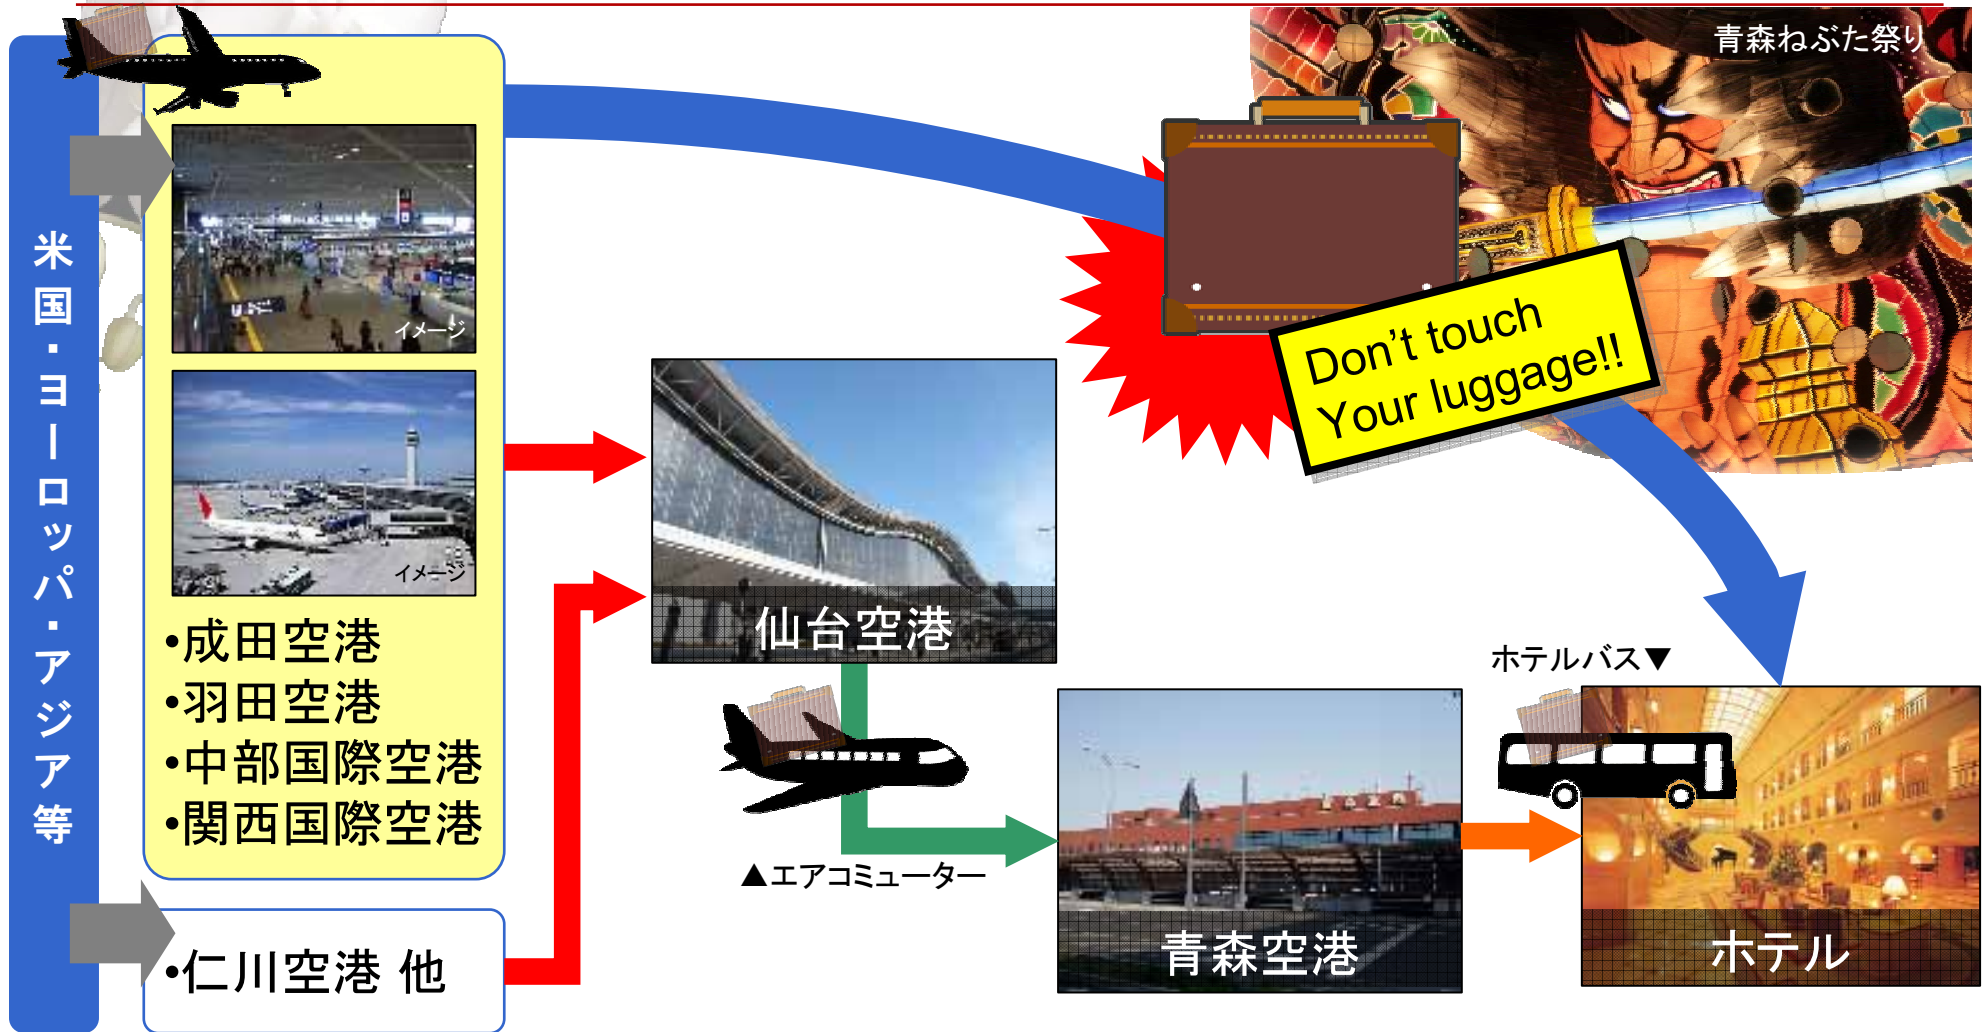 青森ねぶた祭り
米国・ヨーロッパ・アジア等
イメージ
イメージ
•成田空港
•羽田空港
•中部国際空港
•関西国際空港
•仁川空港 他
Don't touch
Your luggage!!
仙台空港
▲エアコミューター
青森空港
ホテルバス▼
ホテル